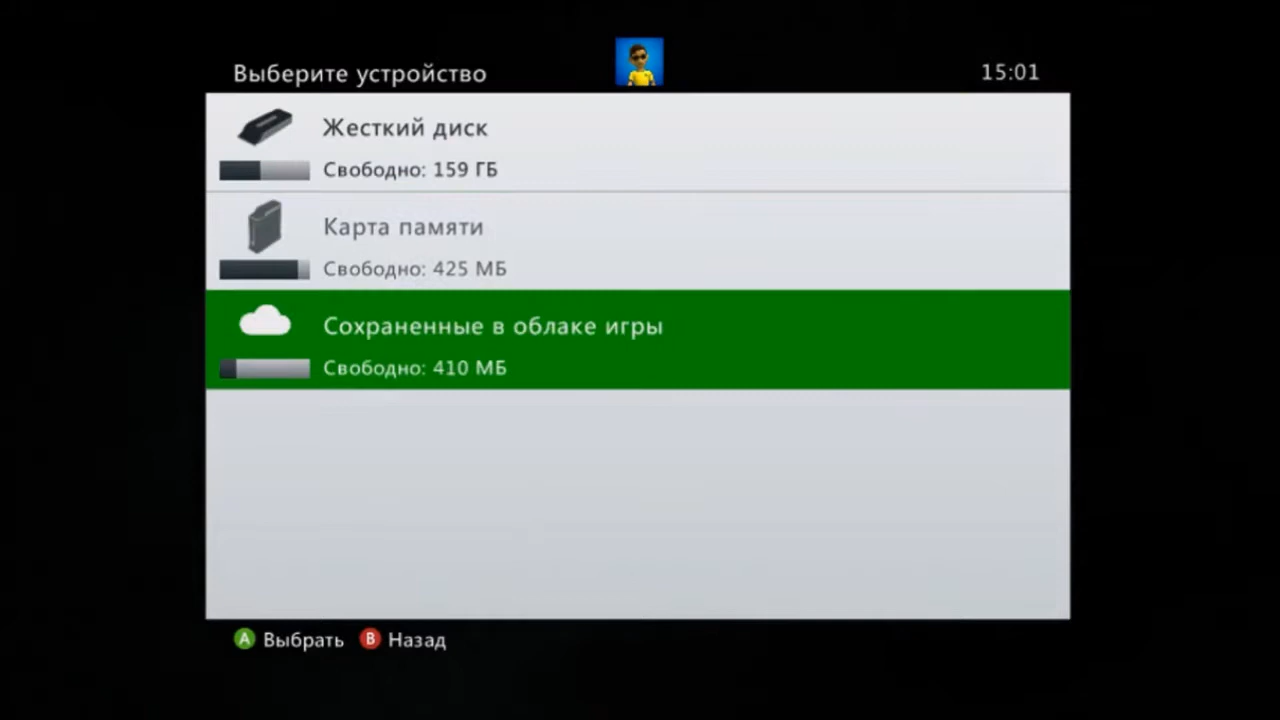 Выберите устройство
15:01
Жесткий диск
Свободно: 159 ГБ
Карта памяти
Свободно: 425 МБ
Сохраненные в облаке игры
Свободно: 410 МБ
A Выбрать B Назад